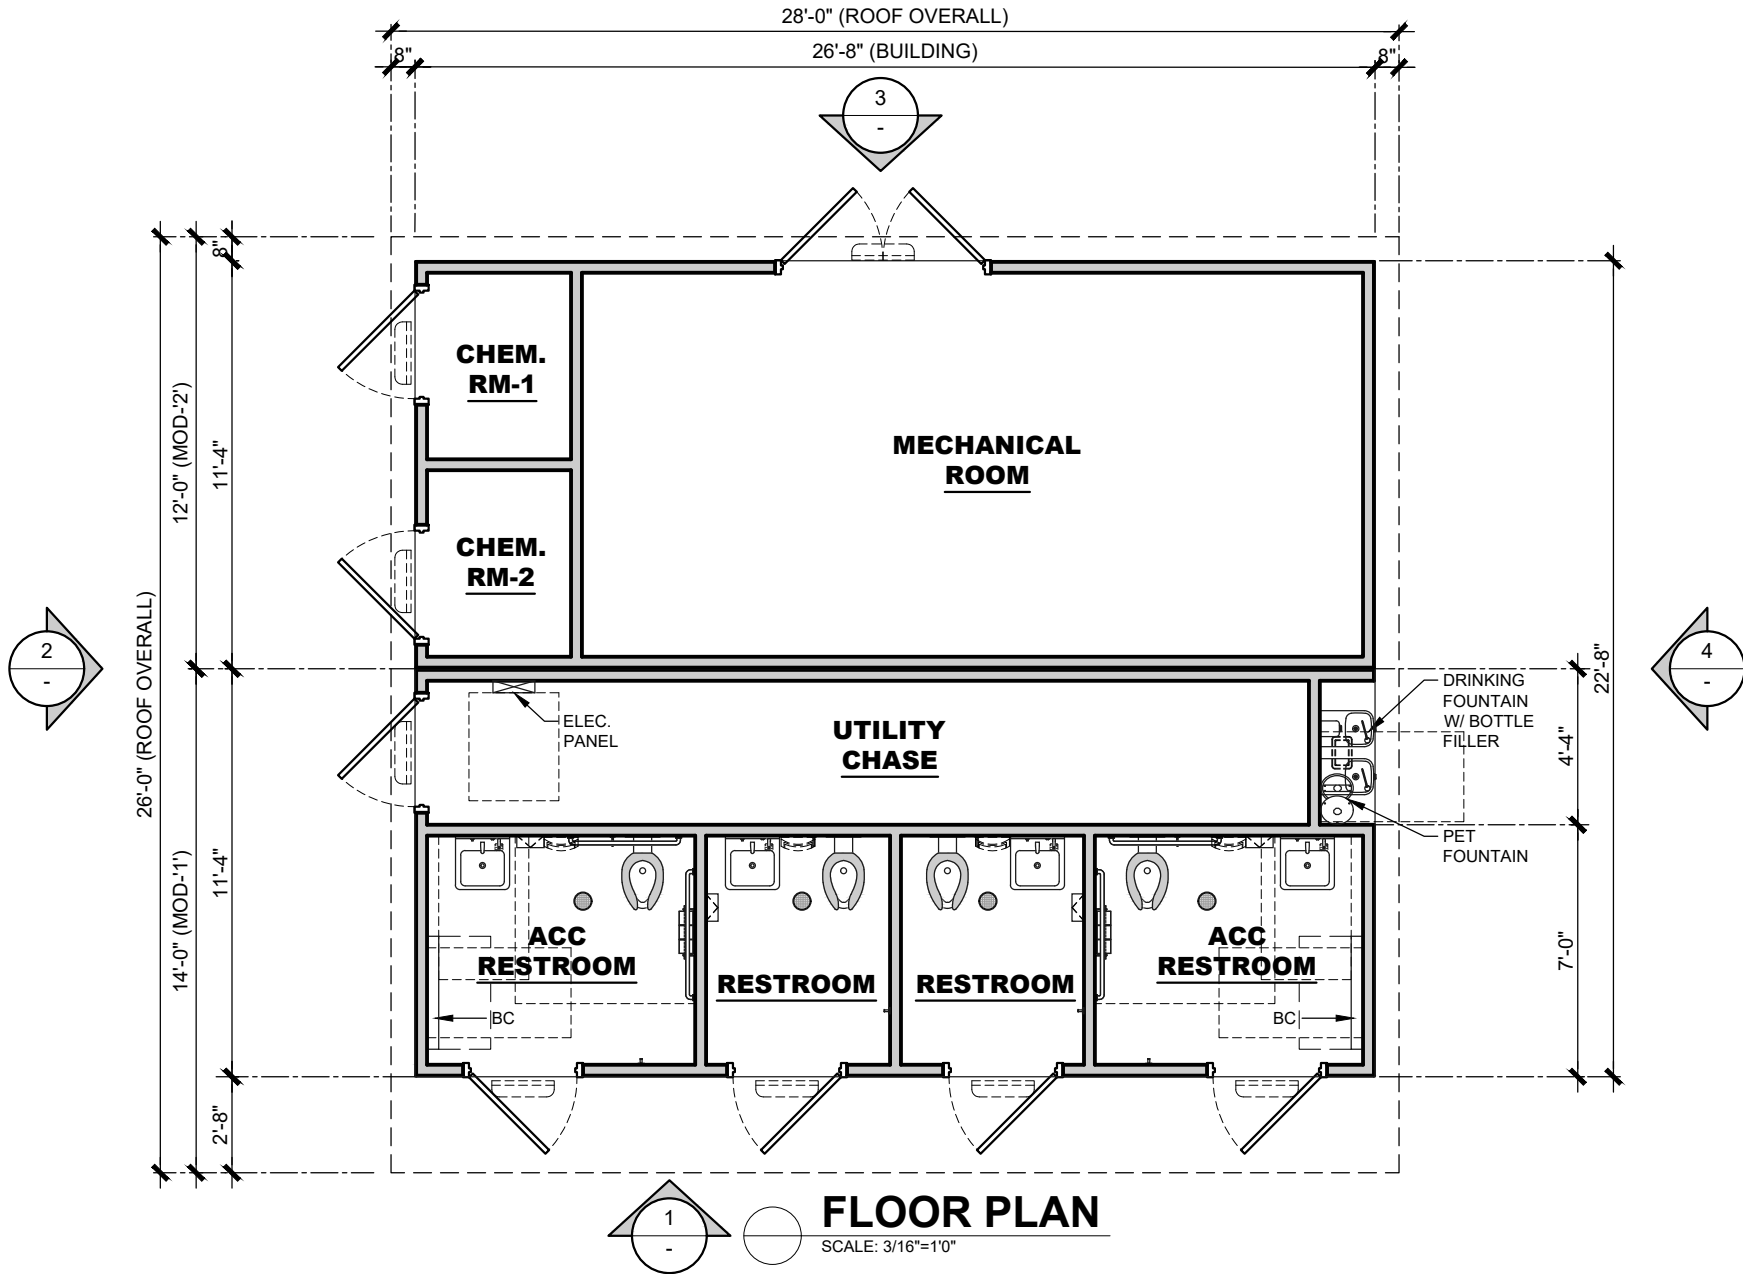 28'-0" (ROOF OVERALL)
8"
26'-8" (BUILDING)
8"
3
-
8"
CHEM.
RM-1
MECHANICAL
ROOM
12'-0" (MOD-'2')
11'-4"
CHEM.
RM-2
26'-0" (ROOF OVERALL)
2
-
4
-
22'-8"
ELEC.
PANEL
UTILITY
CHASE
DRINKING
FOUNTAIN
W/ BOTTLE
FILLER
4'-4"
PET
FOUNTAIN
14'-0" (MOD-'1')
11'-4"
ACC
RESTROOM
RESTROOM
RESTROOM
ACC
RESTROOM
7'-0"
BC
BC
2'-8"
1
-
FLOOR PLAN
SCALE: 3/16"=1'0"